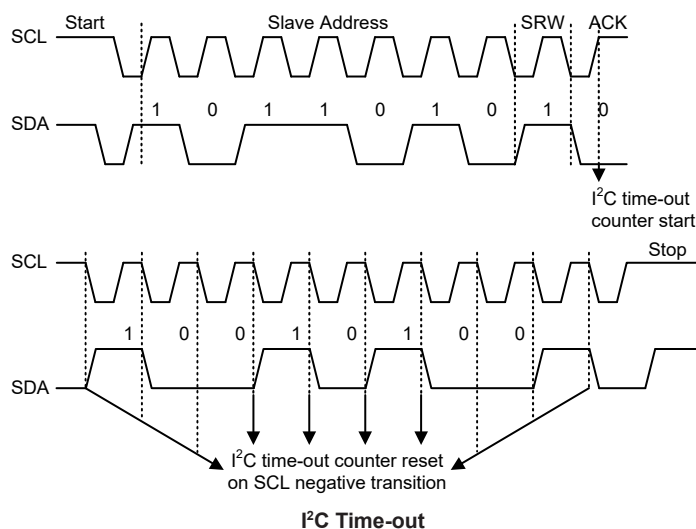 Start Slave Address SRW ACK
SCL
1 0 1 1 0 1 0 1 0
SDA
I²C time-out
counter start
Stop
SCL
1 0 0 1 0 1 0 0
SDA
I²C time-out counter reset
on SCL negative transition
I²C Time-out